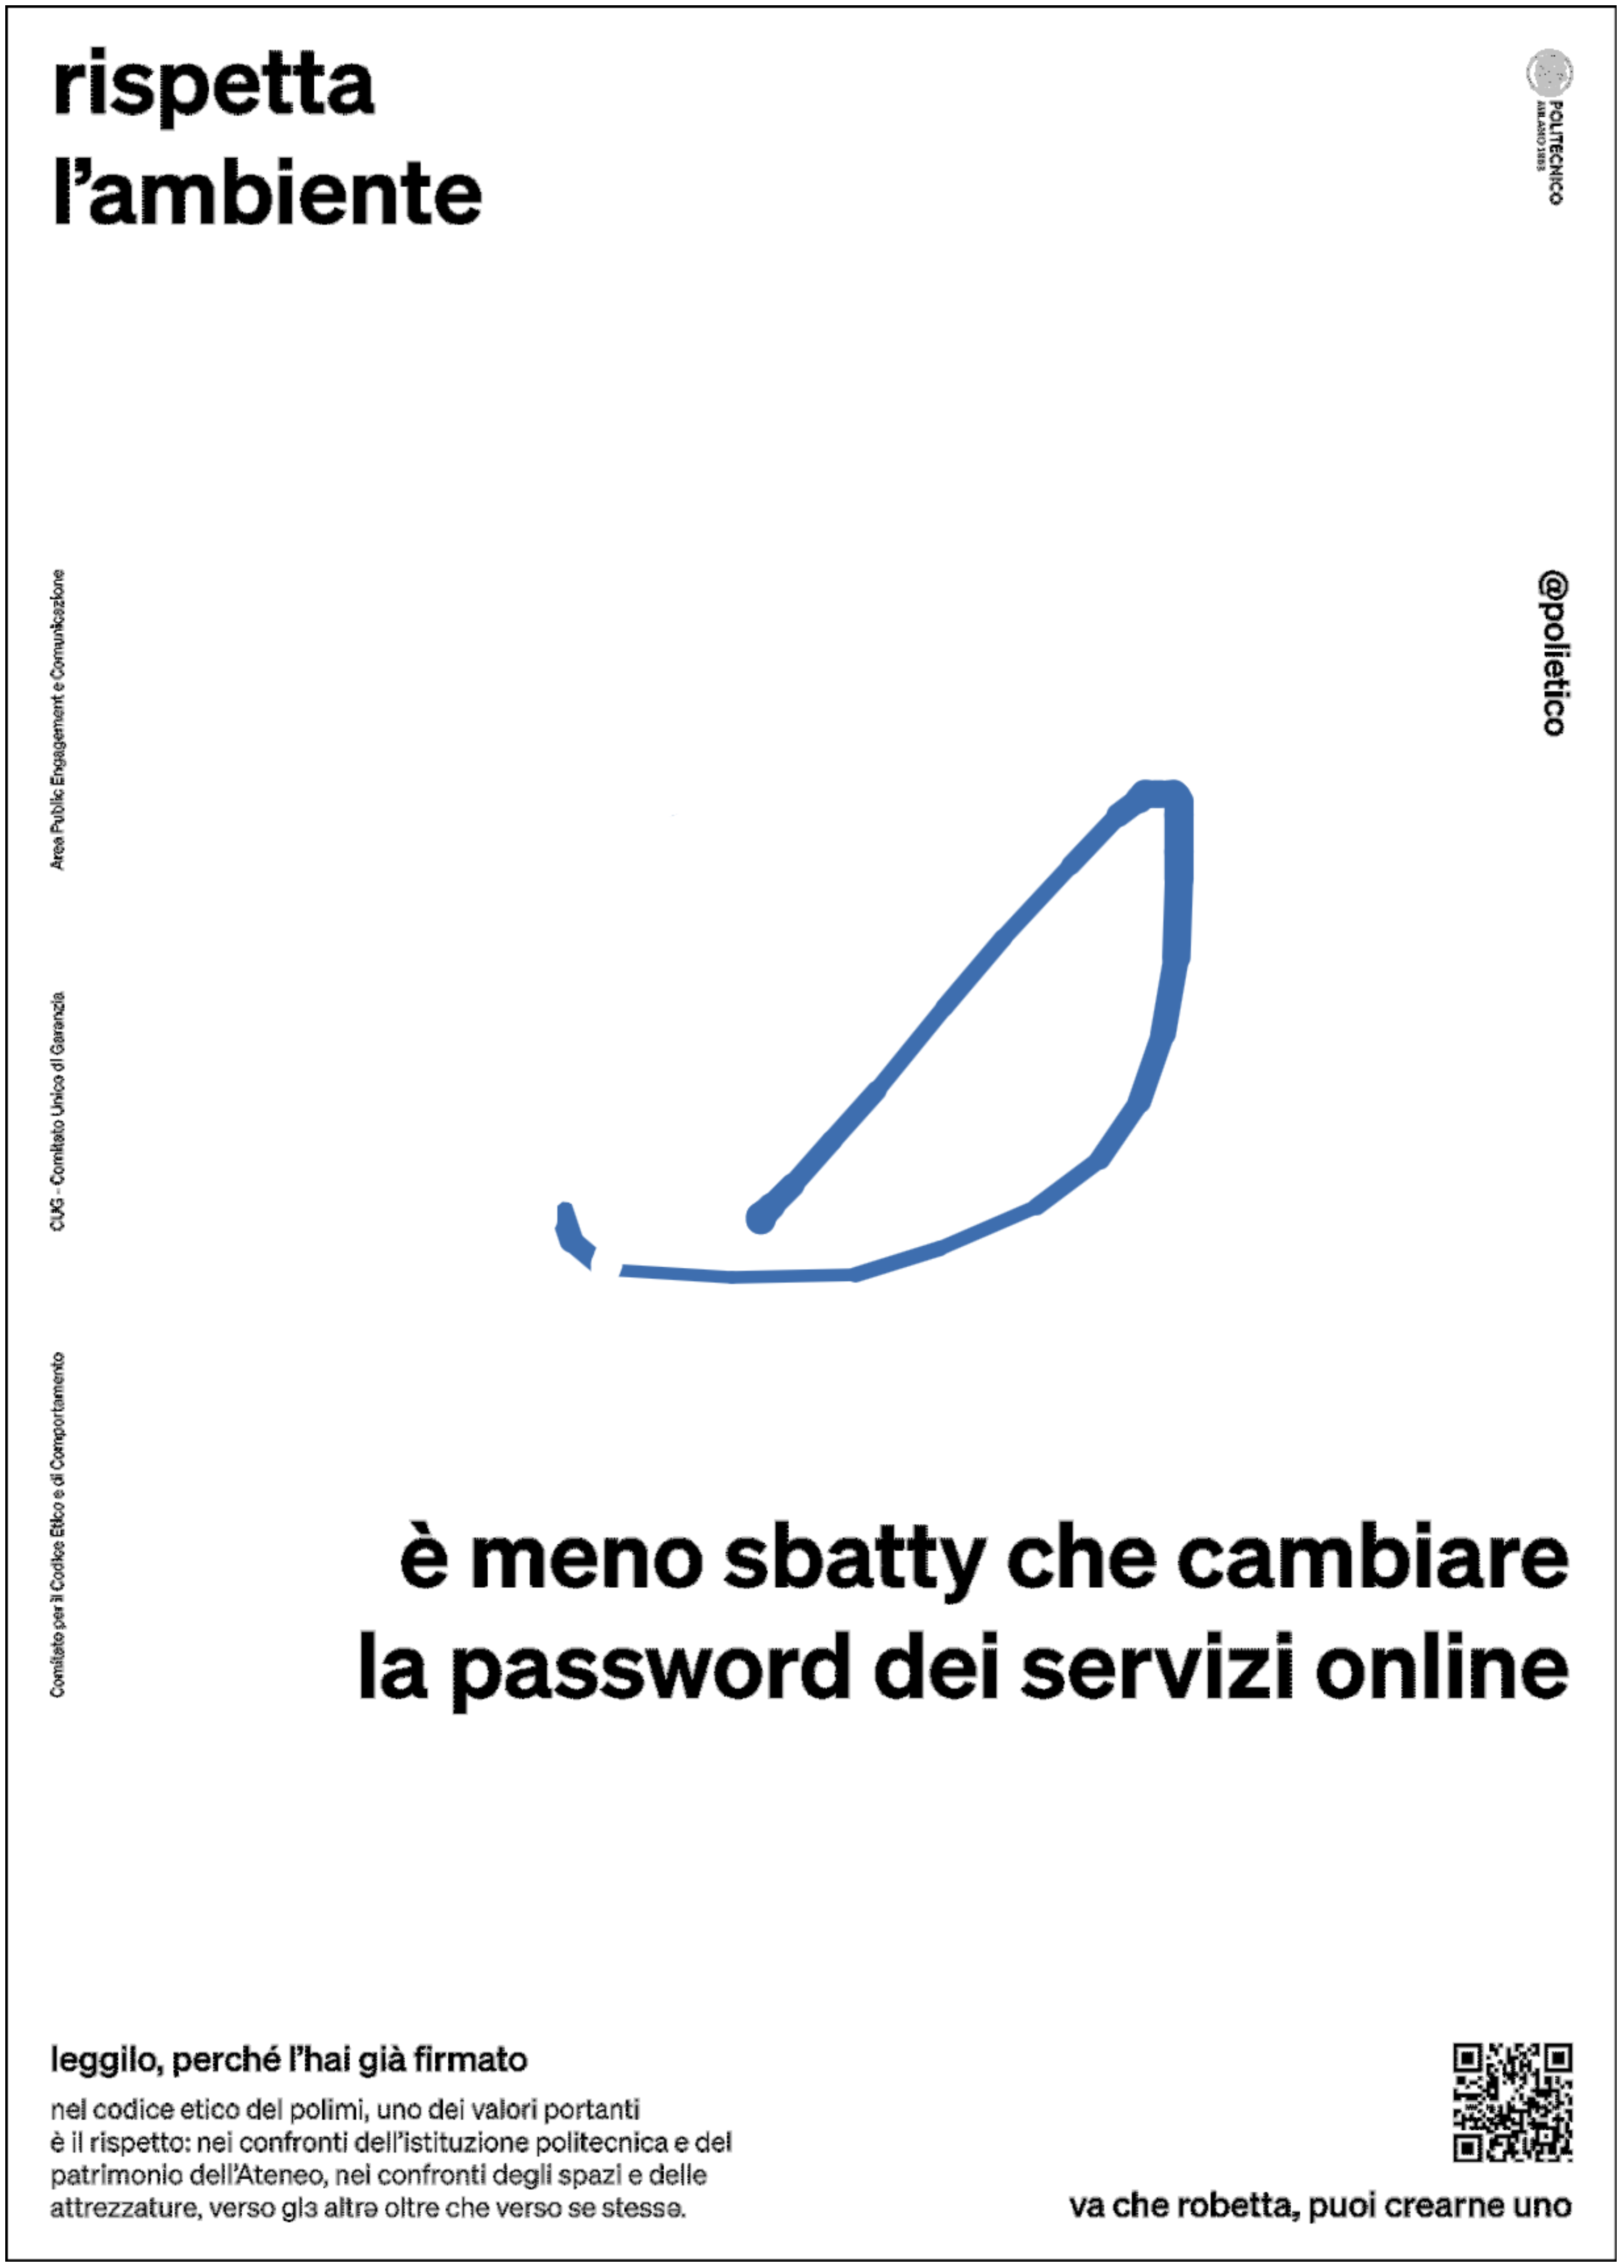 rispetta
l'ambiente
POLITECNICO
MILANO 1863
@polietico
Area Public Engagement e Comunicazione
CUG - Comitato Unico di Garanzia
Comitato per il Codice Etico e di Comportamento
è meno sbatty che cambiare
la password dei servizi online
leggilo, perché l'hai già firmato
nel codice etico del polimi, uno dei valori portanti
è il rispetto: nei confronti dell'istituzione politecnica e del
patrimonio dell'Ateneo, nei confronti degli spazi e delle
attrezzature, verso glɜ altrə oltre che verso se stessə.
va che robetta, puoi crearne uno